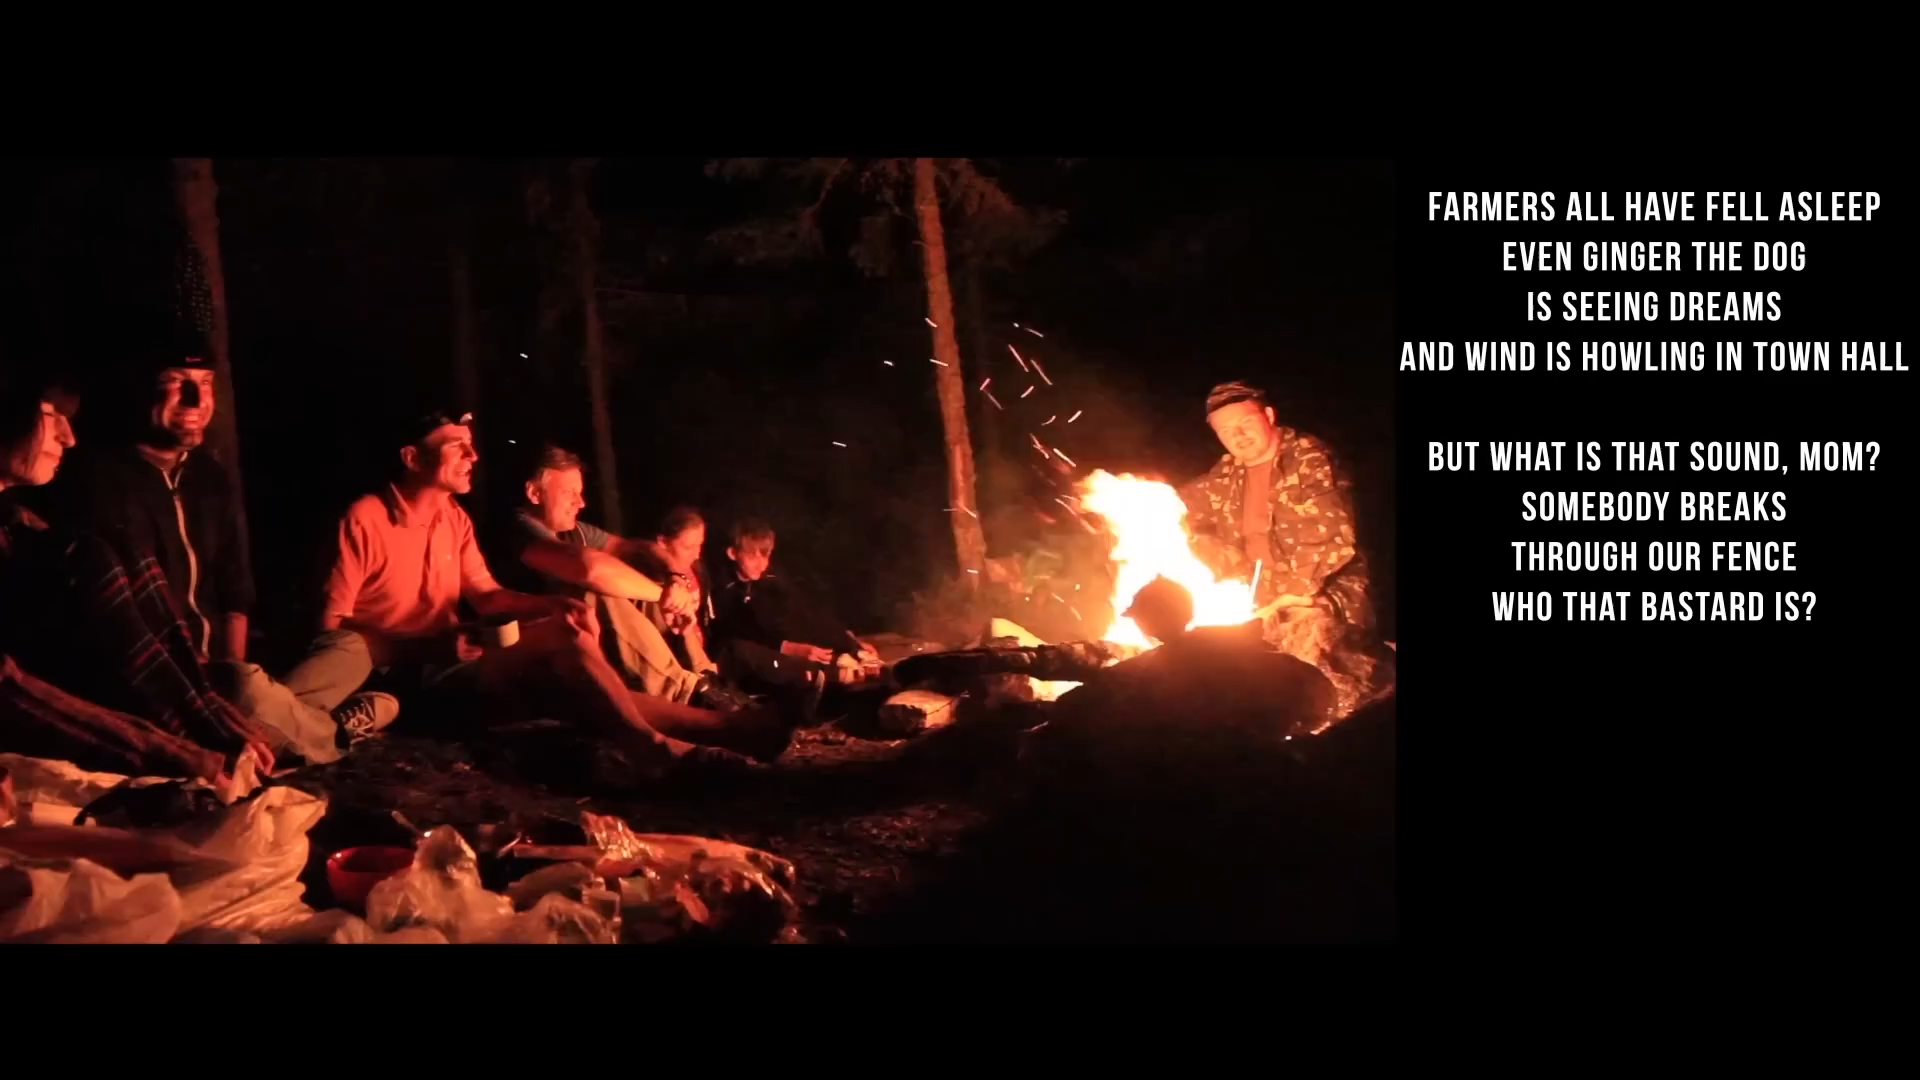 FARMERS ALL HAVE FELL ASLEEP
EVEN GINGER THE DOG
IS SEEING DREAMS
AND WIND IS HOWLING IN TOWN HALL
BUT WHAT IS THAT SOUND, MOM?
SOMEBODY BREAKS
THROUGH OUR FENCE
WHO THAT BASTARD IS?